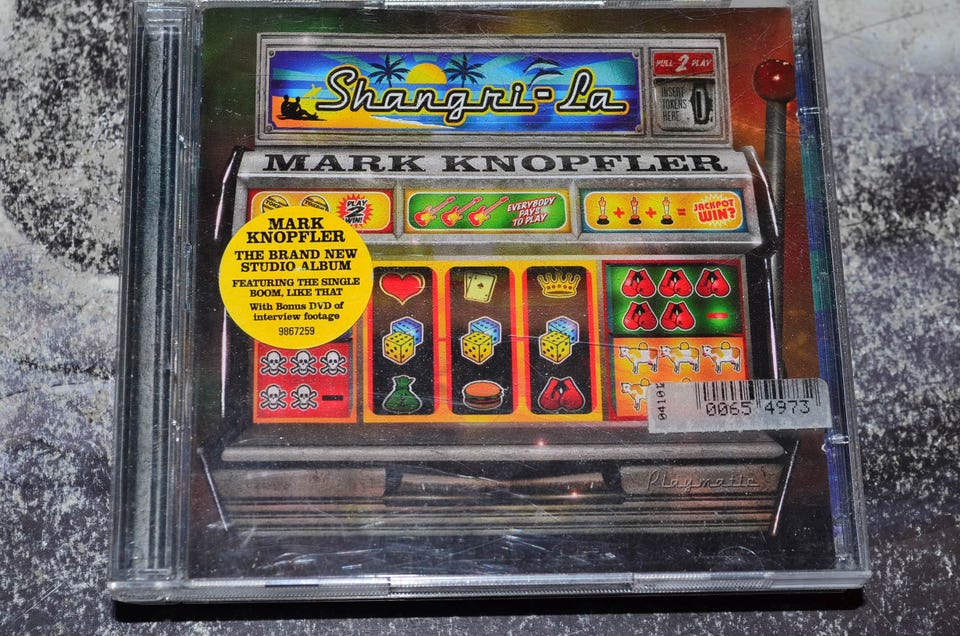 Shangri-La
PULL 2 PLAY
INSERT
TOKENS
HERE
MARK KNOPFLER
PLAY
2
WIN!
EVERYBODY
PAYS
TO PLAY
+ + =
JACKPOT
WIN?
MARK
KNOPFLER
THE BRAND NEW
STUDIO ALBUM
FEATURING THE SINGLE
BOOM, LIKE THAT
With Bonus DVD of
interview footage
9867259
0065 4973
Playmatic